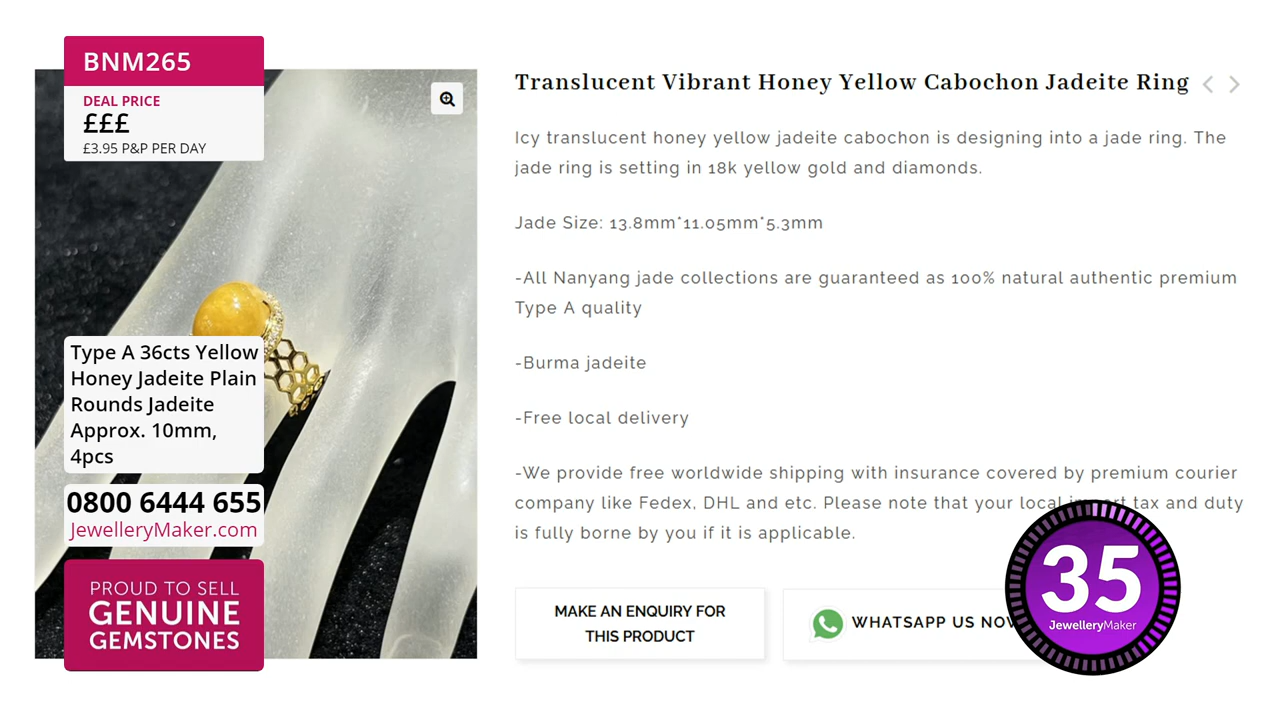 BNM265
DEAL PRICE
£££
£3.95 P&P PER DAY
Type A 36cts Yellow
Honey Jadeite Plain
Rounds Jadeite
Approx. 10mm,
4pcs
0800 6444 655
JewelleryMaker.com
PROUD TO SELL
GENUINE
GEMSTONES
Translucent Vibrant Honey Yellow Cabochon Jadeite Ring
Icy translucent honey yellow jadeite cabochon is designing into a jade ring. The
jade ring is setting in 18k yellow gold and diamonds.
Jade Size: 13.8mm*11.05mm*5.3mm
-All Nanyang jade collections are guaranteed as 100% natural authentic premium
Type A quality
-Burma jadeite
-Free local delivery
-We provide free worldwide shipping with insurance covered by premium courier
company like Fedex, DHL and etc. Please note that your local import tax and duty
is fully borne by you if it is applicable.
MAKE AN ENQUIRY FOR
THIS PRODUCT
WHATSAPP US NOW
35
JewelleryMaker